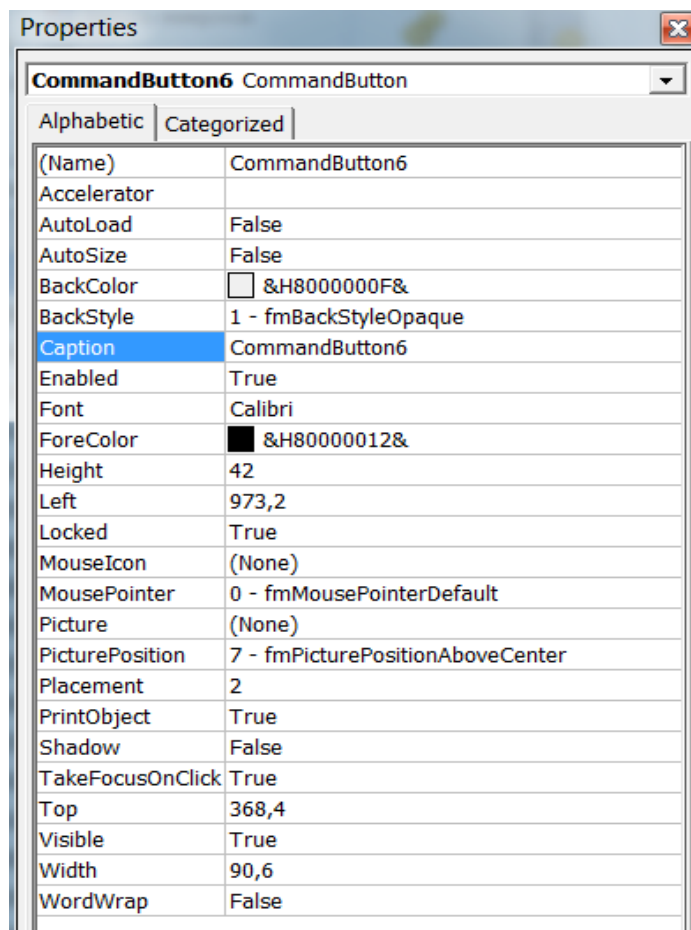 Properties
CommandButton6 CommandButton
Alphabetic Categorized
(Name) CommandButton6
Accelerator
AutoLoad False
AutoSize False
BackColor &H8000000F&
BackStyle 1 - fmBackStyleOpaque
Caption CommandButton6
Enabled True
Font Calibri
ForeColor &H80000012&
Height 42
Left 973,2
Locked True
MouseIcon (None)
MousePointer 0 - fmMousePointerDefault
Picture (None)
PicturePosition 7 - fmPicturePositionAboveCenter
Placement 2
PrintObject True
Shadow False
TakeFocusOnClick True
Top 368,4
Visible True
Width 90,6
WordWrap False